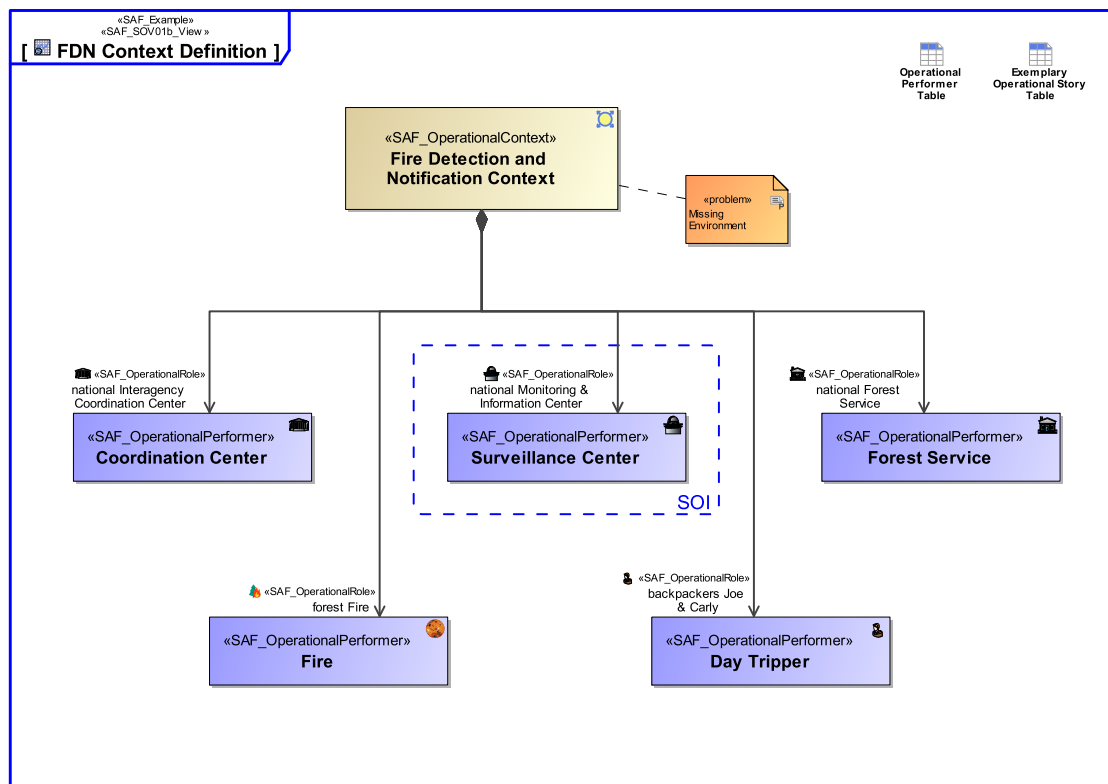 «SAF_Example»
«SAF_SOV01b_View »
[ FDN Context Definition ]
Operational
Performer
Table
Exemplary
Operational Story
Table
«SAF_OperationalContext»
Fire Detection and
Notification Context
«problem»
Missing
Environment
«SAF_OperationalRole»
national Interagency
Coordination Center
«SAF_OperationalPerformer»
Coordination Center
«SAF_OperationalRole»
national Monitoring &
Information Center
«SAF_OperationalPerformer»
Surveillance Center
SOI
«SAF_OperationalRole»
national Forest
Service
«SAF_OperationalPerformer»
Forest Service
«SAF_OperationalRole»
forest Fire
«SAF_OperationalPerformer»
Fire
«SAF_OperationalRole»
backpackers Joe
& Carly
«SAF_OperationalPerformer»
Day Tripper